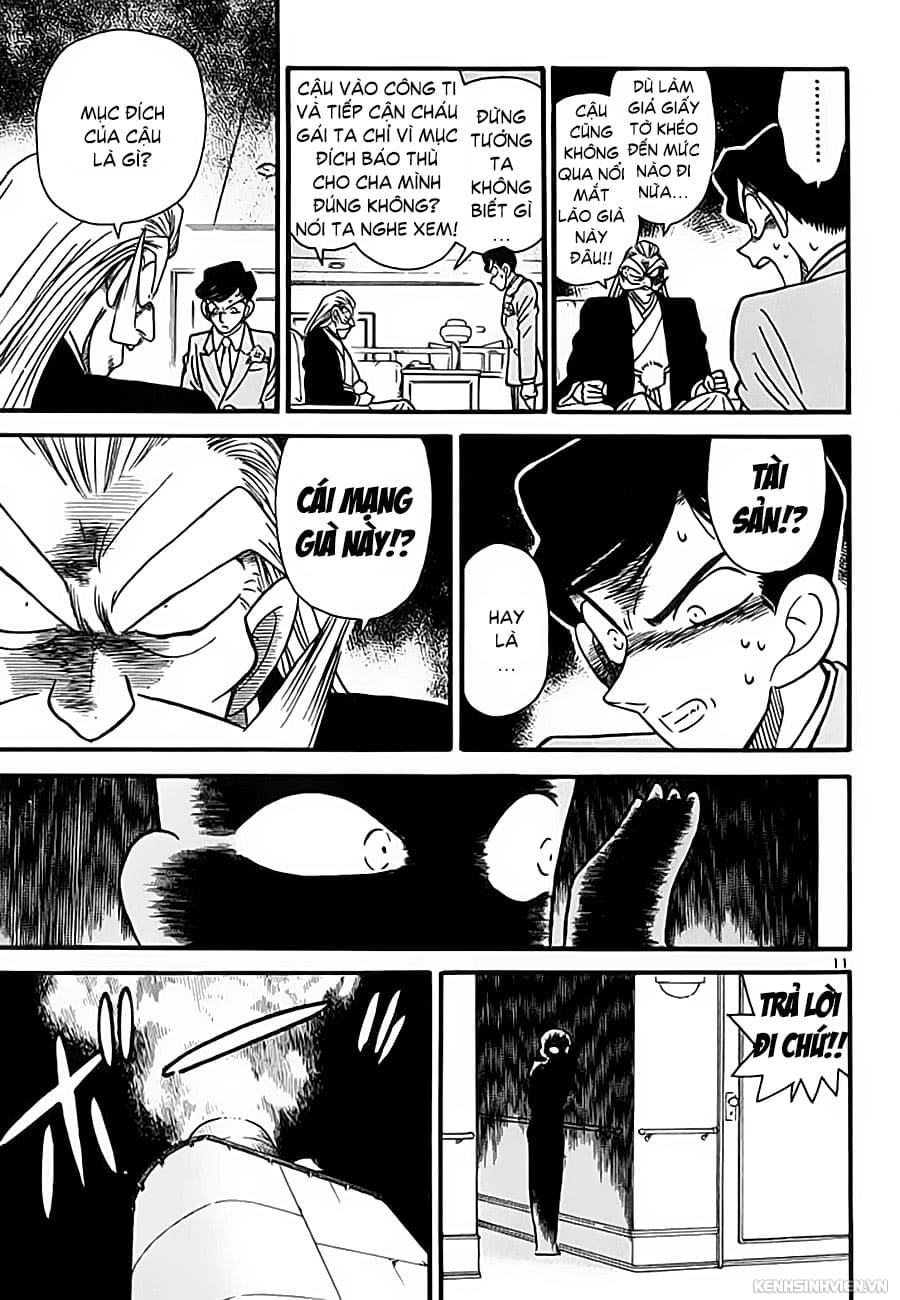 .........
DÙ LÀM
GIẢ GIẤY
TỜ KHÉO
ĐẾN MỨC
NÀO ĐI
NỮA...
CẬU
CŨNG
KHÔNG
QUA NỔI
MẮT
LÃO GIÀ
NÀY
ĐÂU!!
ĐỪNG
TƯỞNG
TA
KHÔNG
BIẾT GÌ
...
CẬU VÀO CÔNG TI
VÀ TIẾP CẬN CHÁU
GÁI TA CHỈ VÌ MỤC
ĐÍCH BÁO THÙ
CHO CHA MÌNH
ĐÚNG KHÔNG?
NÓI TA NGHE XEM!
MỤC ĐÍCH
CỦA CẬU
LÀ GÌ?
TÀI
SẢN!?
HAY
LÀ
...
CÁI MẠNG
GIÀ NÀY!?
11
TRẢ LỜI
ĐI CHỨ!!
KENHSINHVIEN.VN